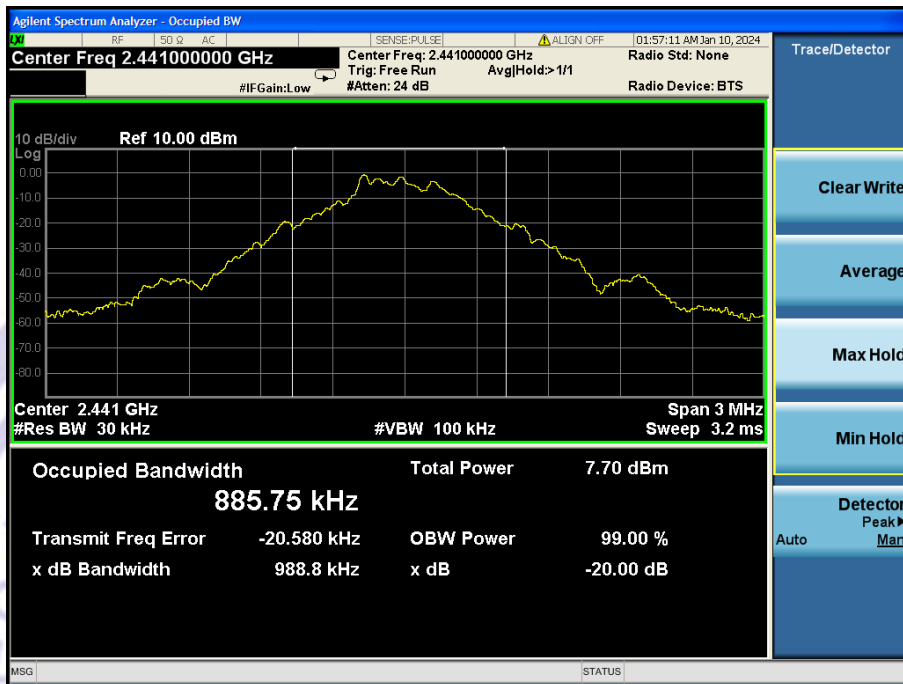 Agilent Spectrum Analyzer - Occupied BW
LXI RF 50 Ω AC SENSE:PULSE ALIGN OFF 01:57:11 AM Jan 10, 2024
Center Freq 2.441000000 GHz
Center Freq: 2.441000000 GHz Radio Std: None
Trig: Free Run Avg|Hold:>1/1
#IFGain:Low #Atten: 24 dB Radio Device: BTS
Trace/Detector
10 dB/div Ref 10.00 dBm
Log
0.00
-10.0
-20.0
-30.0
-40.0
-50.0
-60.0
-70.0
-80.0
Center 2.441 GHz Span 3 MHz
#Res BW 30 kHz #VBW 100 kHz Sweep 3.2 ms
Occupied Bandwidth Total Power 7.70 dBm
885.75 kHz
Transmit Freq Error -20.580 kHz OBW Power 99.00 %
x dB Bandwidth 988.8 kHz x dB -20.00 dB
Clear Write
Average
Max Hold
Min Hold
Detector
Peak▶
Auto Man
MSG STATUS